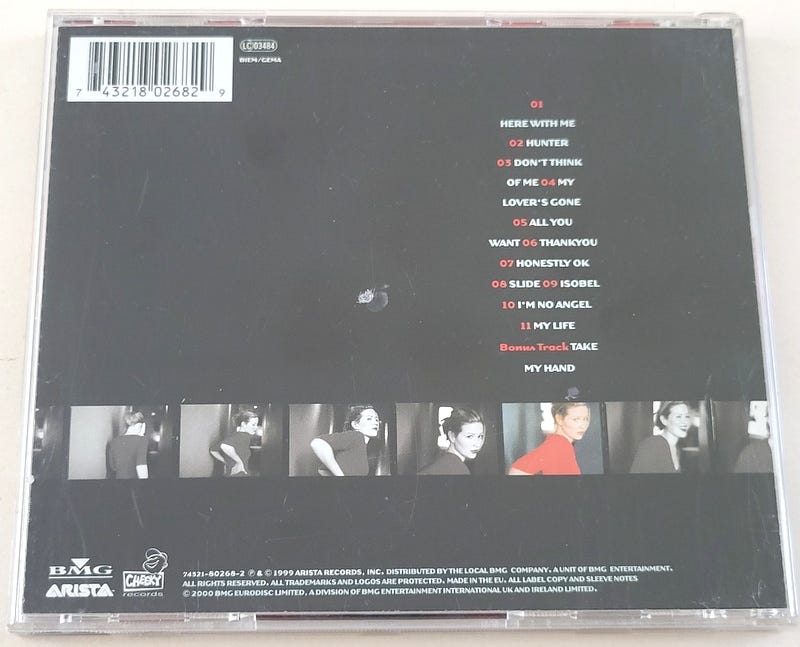 LC 03484
BIEM/GEMA
7 43218 02682 9
01
HERE WITH ME
02 HUNTER
03 DON'T THINK
OF ME 04 MY
LOVER'S GONE
05 ALL YOU
WANT 06 THANKYOU
07 HONESTLY OK
08 SLIDE 09 ISOBEL
10 I'M NO ANGEL
11 MY LIFE
Bonus Track TAKE
MY HAND
BMG
ARISTA
CHEEKY
records
74321-80268-2 ℗ & © 1999 ARISTA RECORDS, INC. DISTRIBUTED BY THE LOCAL BMG COMPANY. A UNIT OF BMG ENTERTAINMENT.
ALL RIGHTS RESERVED. ALL TRADEMARKS AND LOGOS ARE PROTECTED. MADE IN THE EU. ALL LABEL COPY AND SLEEVE NOTES
© 2000 BMG EURODISC LIMITED, A DIVISION OF BMG ENTERTAINMENT INTERNATIONAL UK AND IRELAND LIMITED.